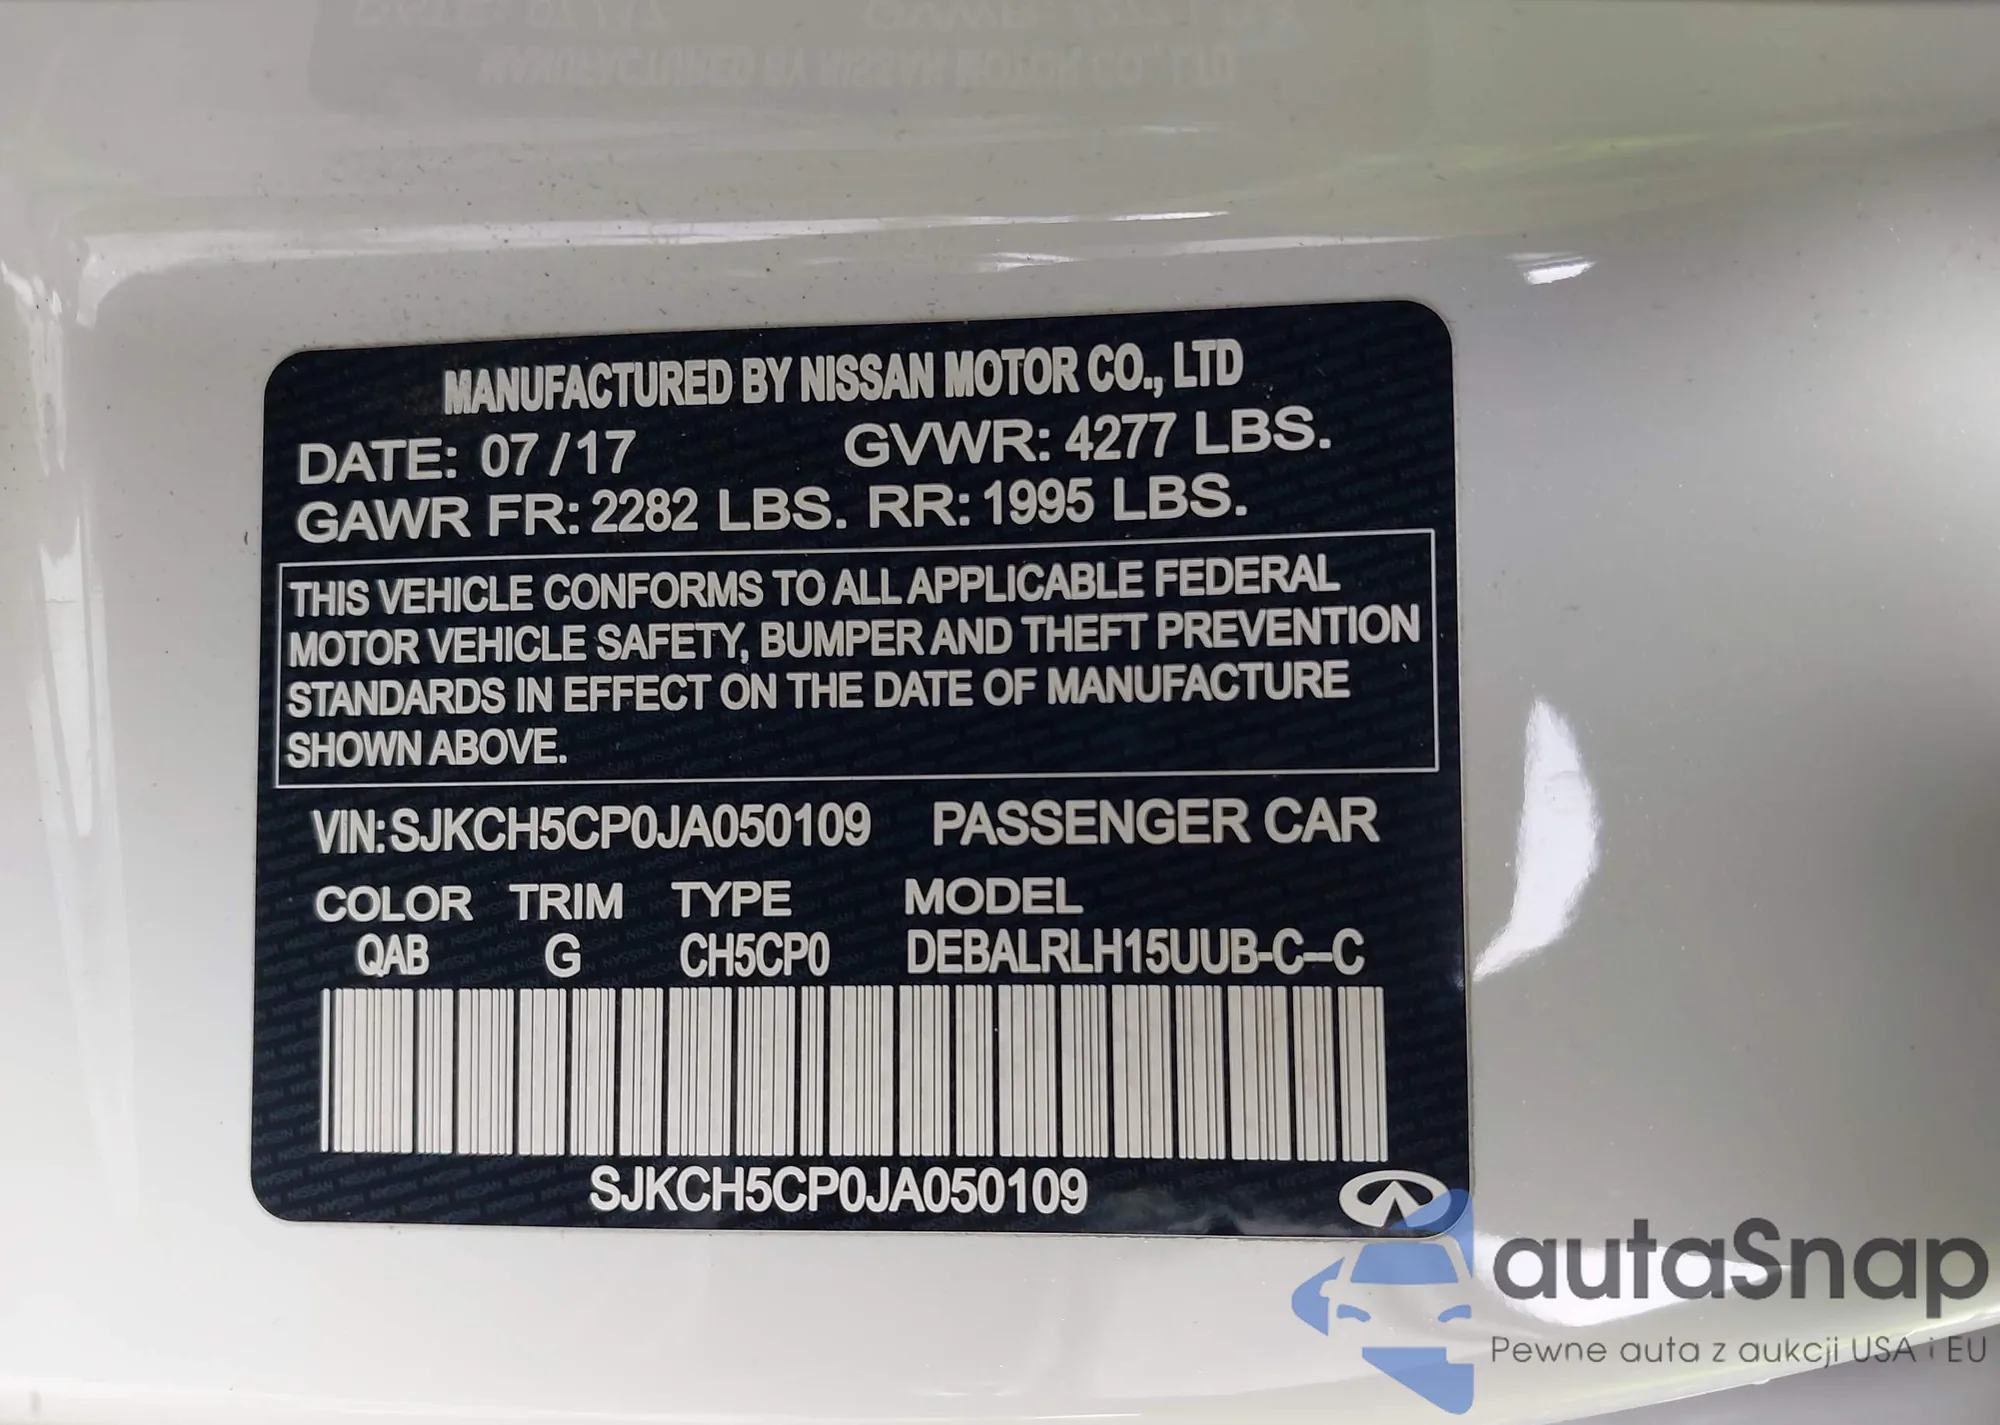 MANUFACTURED BY NISSAN MOTOR CO., LTD
DATE: 07/17 GVWR: 4277 LBS.
GAWR FR: 2282 LBS. RR: 1995 LBS.
THIS VEHICLE CONFORMS TO ALL APPLICABLE FEDERAL
MOTOR VEHICLE SAFETY, BUMPER AND THEFT PREVENTION
STANDARDS IN EFFECT ON THE DATE OF MANUFACTURE
SHOWN ABOVE.
VIN: SJKCH5CP0JA050109 PASSENGER CAR
COLOR TRIM TYPE MODEL
QAB G CH5CP0 DEBALRLH15UUB-C--C
SJKCH5CP0JA050109
autaSnap
Pewne auta z aukcji USA i EU